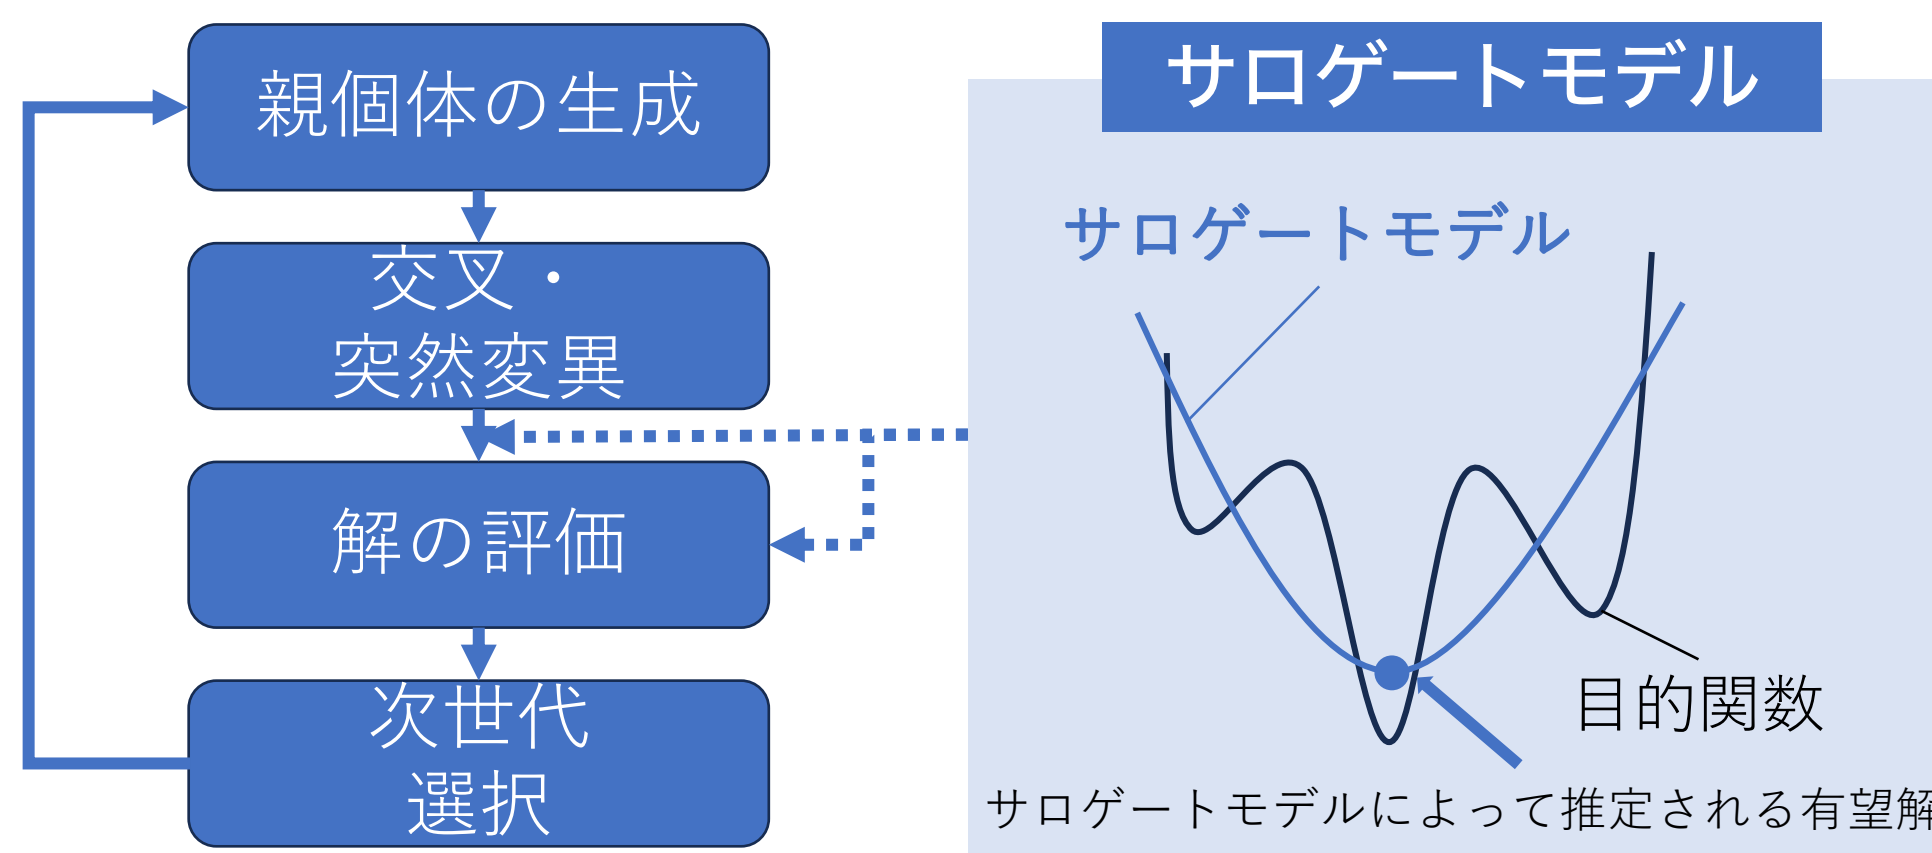 親個体の生成
交叉・
突然変異
解の評価
次世代
選択
サロゲートモデル
サロゲートモデル
目的関数
サロゲートモデルによって推定される有望解